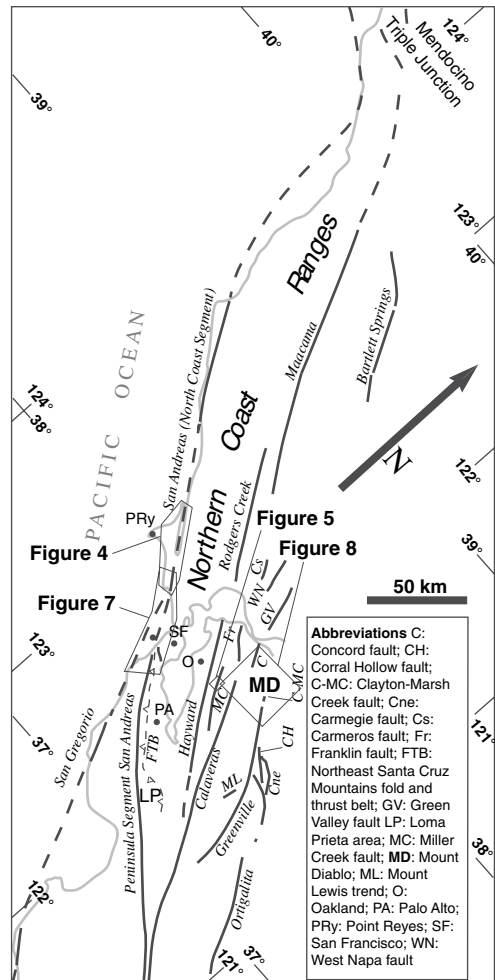 40°
124°
Mendocino
Triple Junction
39°
123°
40°
Ranges
Bartlett Springs
Maacama
San Andreas (North Coast Segment)
PACIFIC OCEAN
124°
38°
Coast
N
122°
Northern
Rodgers Creek
PRy
Figure 4
Figure 5
Figure 8
39°
Cs
WN
GV
50 km
Figure 7
SF
Fr
123°
O
C
MD
MC
C-MC
San Gregorio
37°
PA
FTB
Hayward
CH
121°
Peninsula Segment San Andreas
LP
Calaveras
ML
Cne
Greenville
38°
122°
Ortigalita
121°
37°
Abbreviations C:
Concord fault; CH:
Corral Hollow fault;
C-MC: Clayton-Marsh
Creek fault; Cne:
Carmegie fault; Cs:
Carmeros fault; Fr:
Franklin fault; FTB:
Northeast Santa Cruz
Mountains fold and
thrust belt; GV: Green
Valley fault LP: Loma
Prieta area; MC: Miller
Creek fault; MD: Mount
Diablo; ML: Mount
Lewis trend; O:
Oakland; PA: Palo Alto;
PRy: Point Reyes; SF:
San Francisco; WN:
West Napa fault